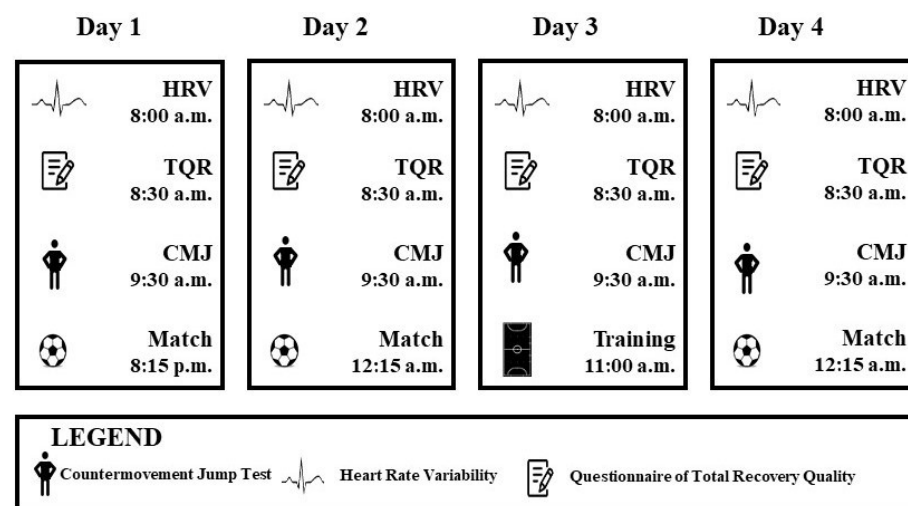 Day 1
Day 2
Day 3
Day 4
HRV
8:00 a.m.
TQR
8:30 a.m.
CMJ
9:30 a.m.
Match
8:15 p.m.
HRV
8:00 a.m.
TQR
8:30 a.m.
CMJ
9:30 a.m.
Match
12:15 a.m.
HRV
8:00 a.m.
TQR
8:30 a.m.
CMJ
9:30 a.m.
Training
11:00 a.m.
HRV
8:00 a.m.
TQR
8:30 a.m.
CMJ
9:30 a.m.
Match
12:15 a.m.
LEGEND
Countermovement Jump Test
Heart Rate Variability
Questionnaire of Total Recovery Quality